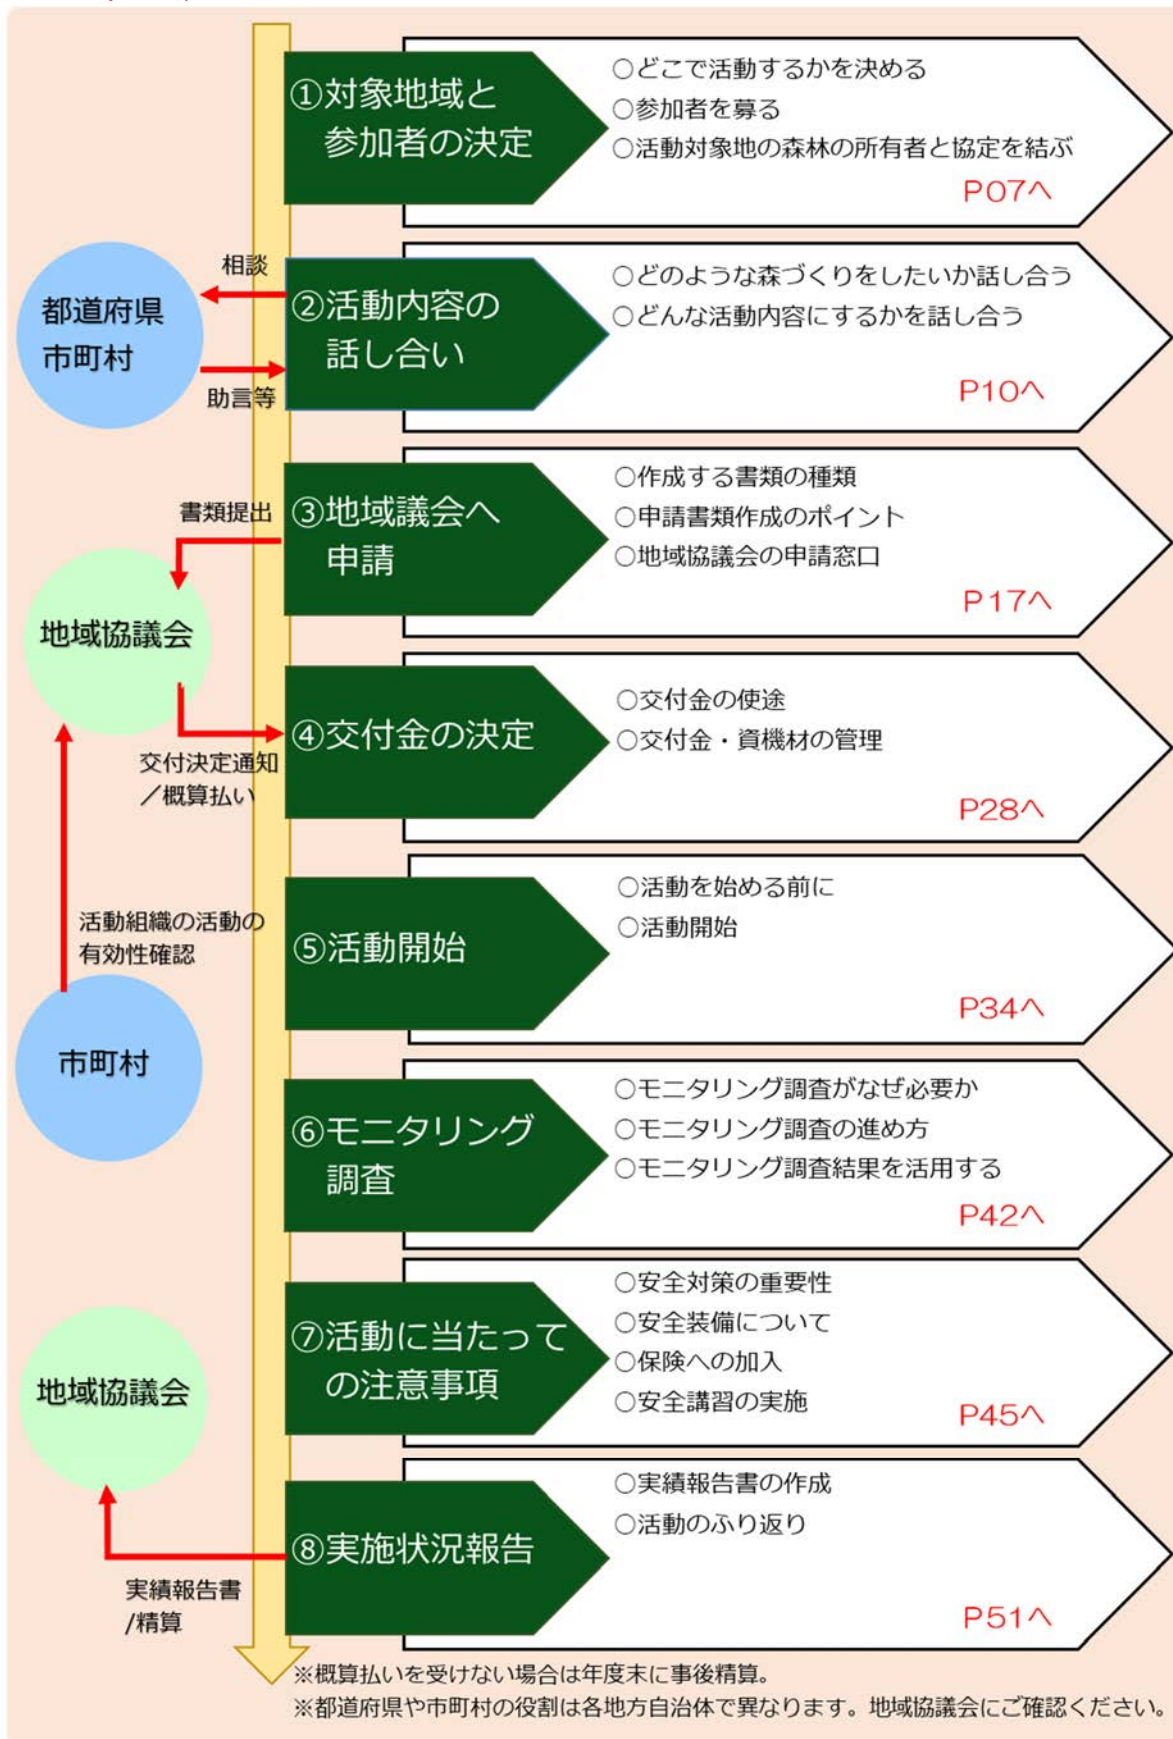 ①対象地域と
参加者の決定
○どこで活動するかを決める
○参加者を募る
○活動対象地の森林の所有者と協定を結ぶ
P07へ
都道府県
市町村
相談
助言等
②活動内容の
話し合い
○どのような森づくりをしたいか話し合う
○どんな活動内容にするかを話し合う
P10へ
書類提出
③地域議会へ
申請
○作成する書類の種類
○申請書類作成のポイント
○地域協議会の申請窓口
P17へ
地域協議会
交付決定通知
／概算払い
④交付金の決定
○交付金の使途
○交付金・資機材の管理
P28へ
活動組織の活動の
有効性確認
⑤活動開始
○活動を始める前に
○活動開始
P34へ
市町村
⑥モニタリング
調査
○モニタリング調査がなぜ必要か
○モニタリング調査の進め方
○モニタリング調査結果を活用する
P42へ
⑦活動に当たって
の注意事項
○安全対策の重要性
○安全装備について
○保険への加入
○安全講習の実施
P45へ
地域協議会
実績報告書
/精算
⑧実施状況報告
○実績報告書の作成
○活動のふり返り
P51へ
※概算払いを受けない場合は年度末に事後精算。
※都道府県や市町村の役割は各地方自治体で異なります。地域協議会にご確認ください。